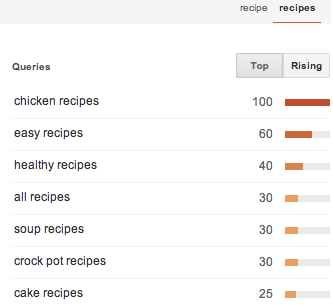 recipe recipes
Queries Top Rising
chicken recipes 100
easy recipes 60
healthy recipes 40
all recipes 30
soup recipes 30
crock pot recipes 30
cake recipes 25